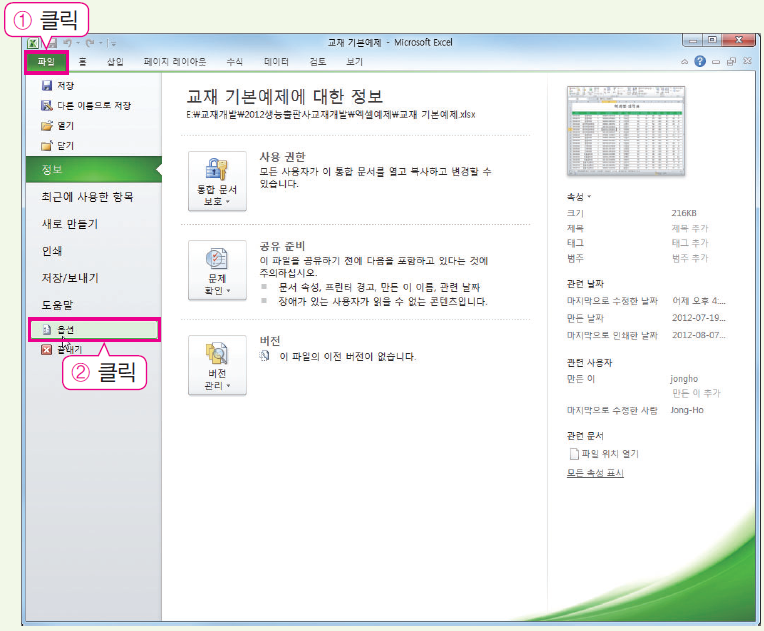 ① 클릭
교재 기본예제 - Microsoft Excel
파일 홈 삽입 페이지 레이아웃 수식 데이터 검토 보기
저장
다른 이름으로 저장
열기
닫기
정보
최근에 사용한 항목
새로 만들기
인쇄
저장/보내기
도움말
옵션
끝내기
② 클릭
교재 기본예제에 대한 정보
E:₩교재개발₩2012생능출판사교재개발₩엑셀예제₩교재 기본예제.xlsx
통합 문서
보호
사용 권한
모든 사용자가 이 통합 문서를 열고 복사하고 변경할 수
있습니다.
문제
확인
공유 준비
이 파일을 공유하기 전에 다음을 포함하고 있다는 것에
주의하십시오.
문서 속성, 프린터 경고, 만든 이 이름, 관련 날짜
장애가 있는 사용자가 읽을 수 없는 콘텐츠입니다.
버전
관리
버전
이 파일의 이전 버전이 없습니다.
속성
크기 216KB
제목 제목 추가
태그 태그 추가
범주 범주 추가
관련 날짜
마지막으로 수정한 날짜 어제 오후 4:...
만든 날짜 2012-07-19...
마지막으로 인쇄한 날짜 2012-08-07...
관련 사용자
만든 이 jongho
만든 이 추가
마지막으로 수정한 사람 Jong-Ho
관련 문서
파일 위치 열기
모든 속성 표시